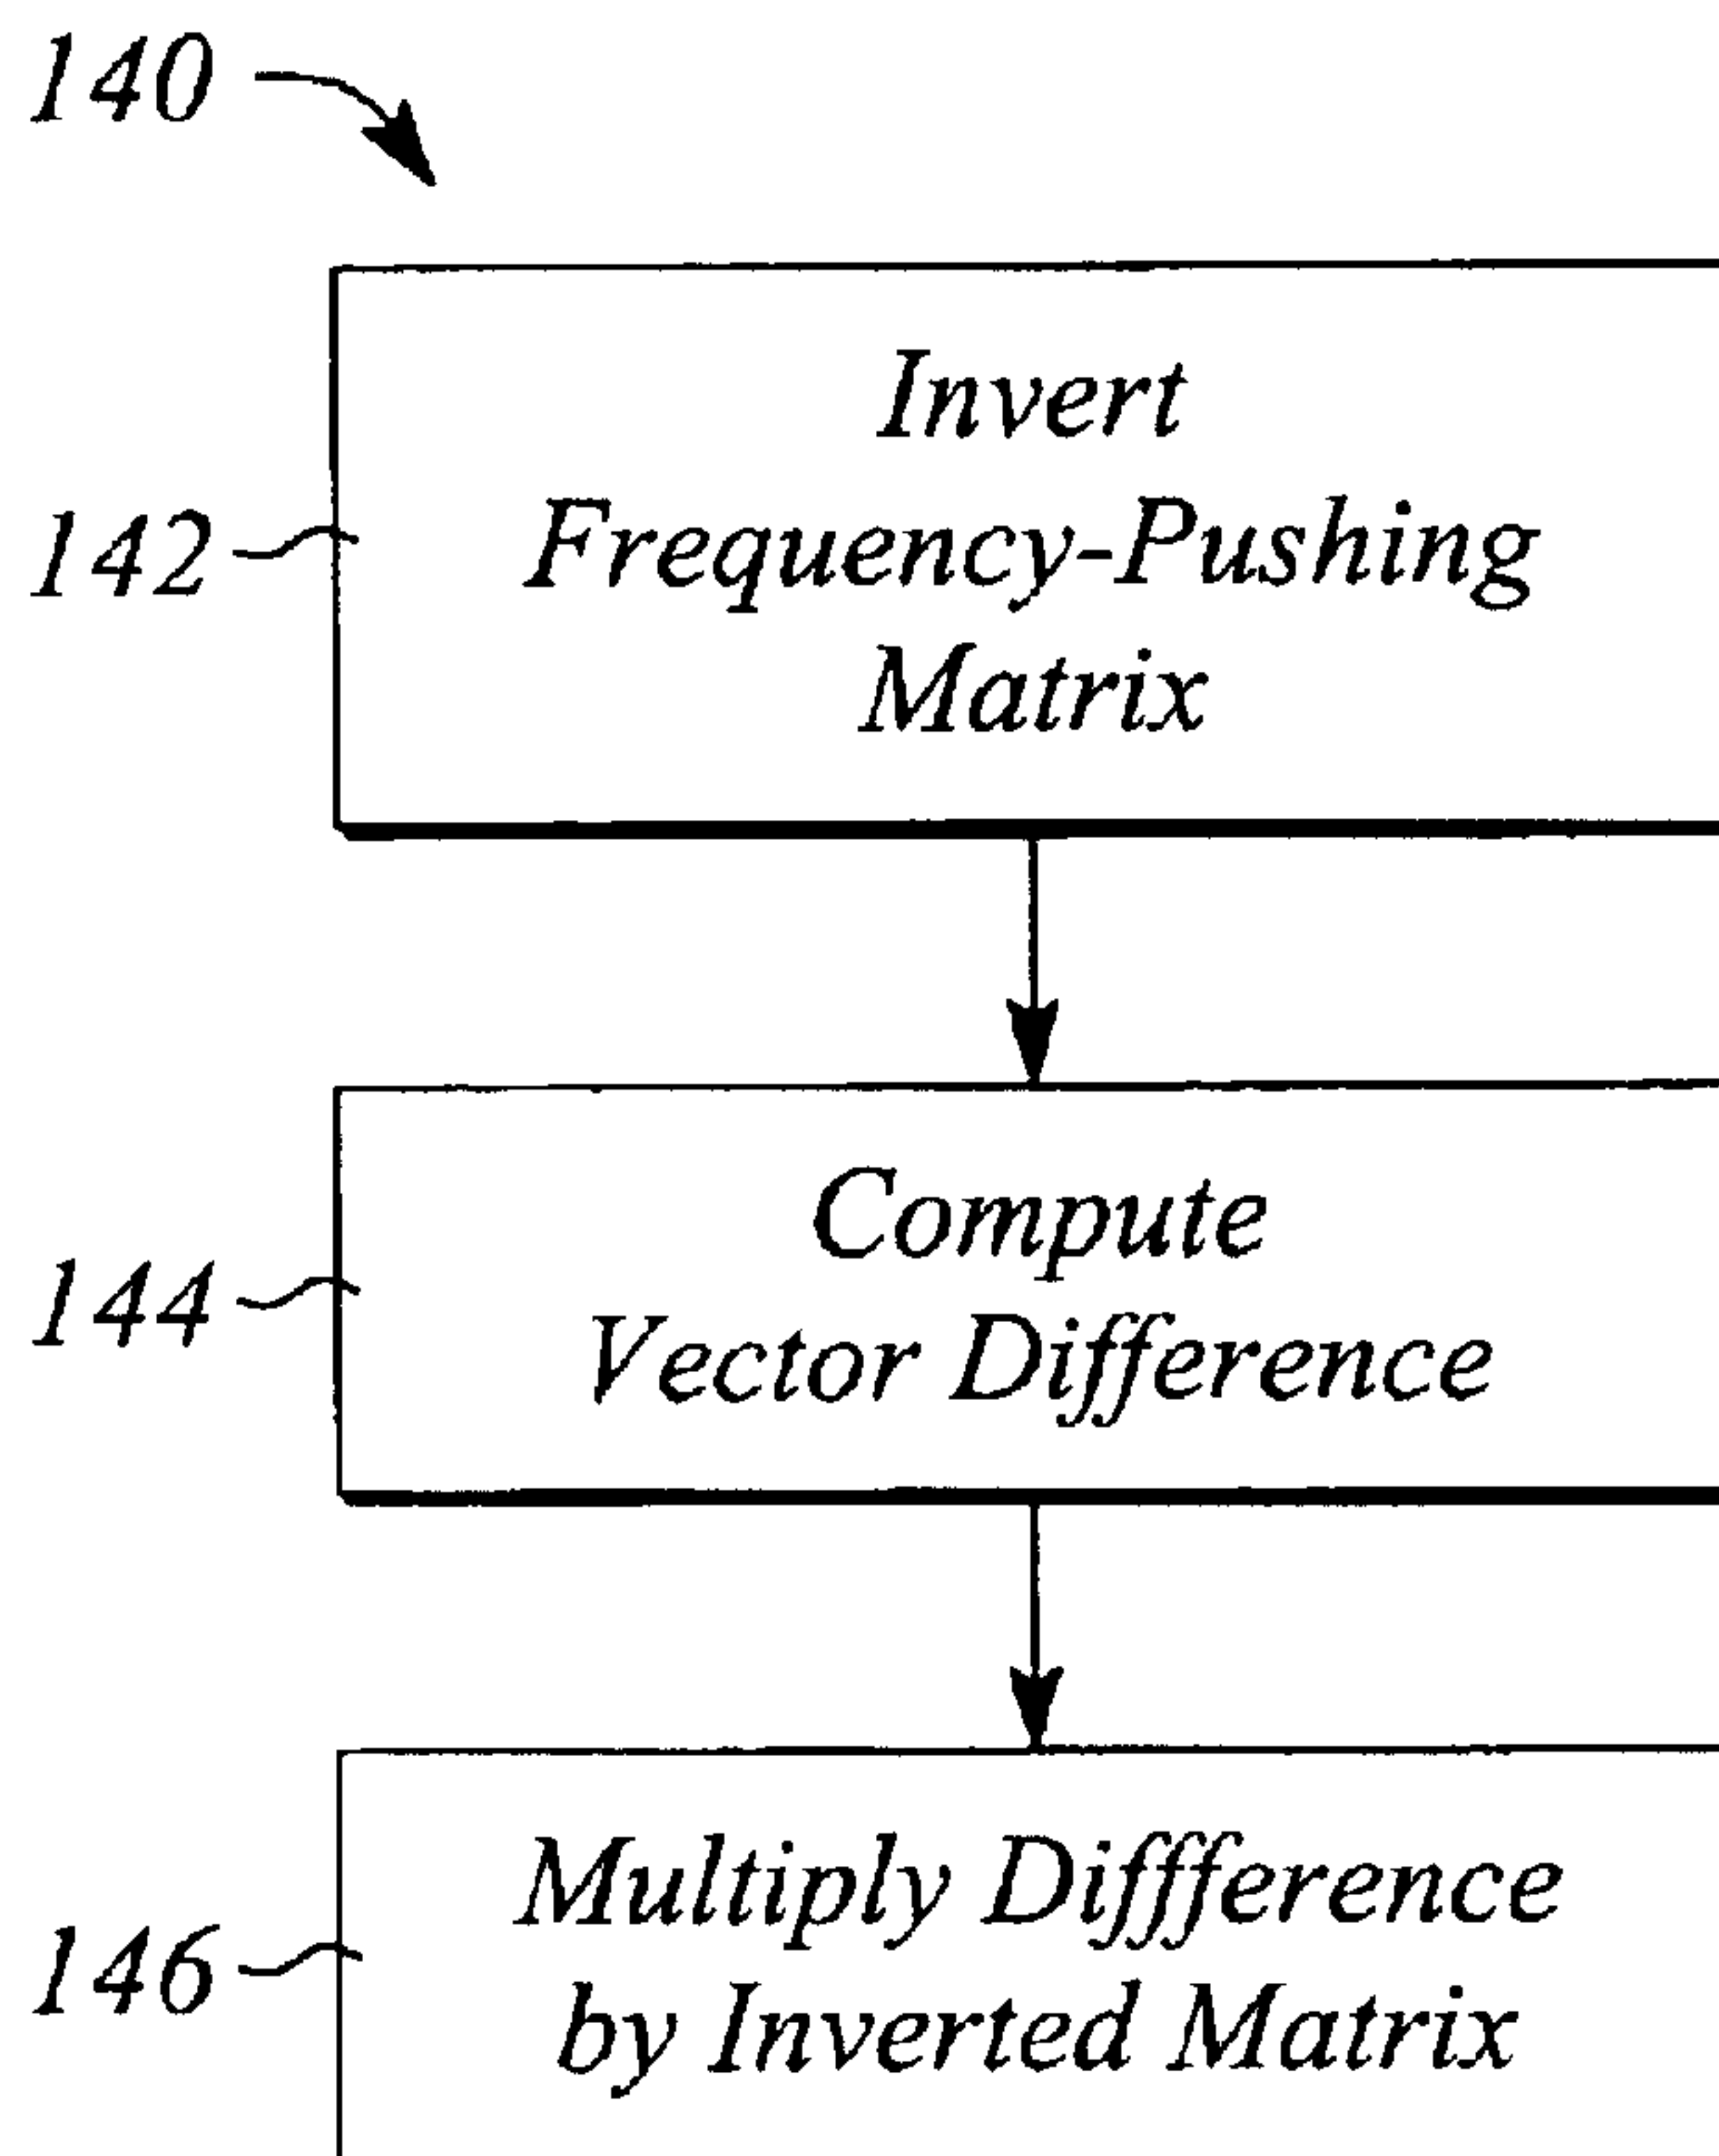 140
Invert
142
Frequency-Pushing
Matrix
Compute
144
Vector Difference
Multiply Diffference
146
by Inverted Matrix